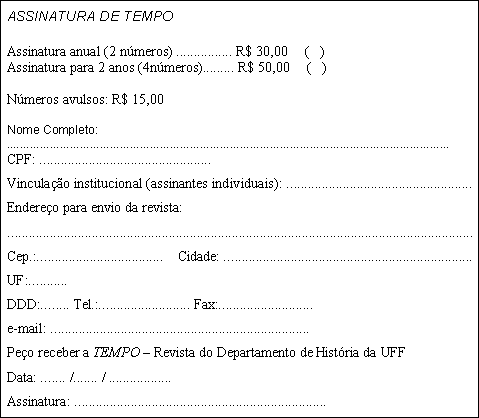 ASSINATURA DE TEMPO
Assinatura anual (2 números) ................ R$ 30,00 ( )
Assinatura para 2 anos (4números)......... R$ 50,00 ( )
Números avulsos: R$ 15,00
Nome Completo:
..............................................................................................................................
CPF: .................................................
Vinculação institucional (assinantes individuais): .....................................................
Endereço para envio da revista:
.....................................................................................................................................
Cep.:.................................... Cidade: .......................................................................
UF:...........
DDD:........ Tel.:.......................... Fax:...........................
e-mail: ..........................................................................
Peço receber a TEMPO – Revista do Departamento de História da UFF
Data: ....... /....... / ..................
Assinatura: ........................................................................